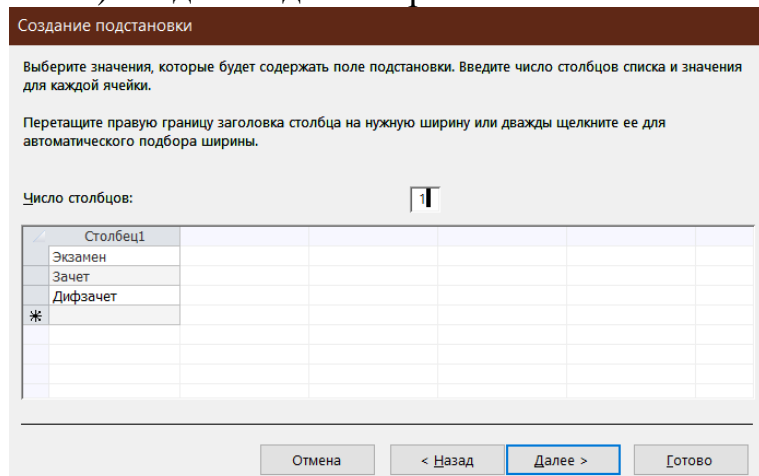 Создание подстановки
Выберите значения, которые будет содержать поле подстановки. Введите число столбцов списка и значения
для каждой ячейки.
Перетащите правую границу заголовка столбца на нужную ширину или дважды щелкните ее для
автоматического подбора ширины.
Число столбцов: 1
Столбец1
Экзамен
Зачет
Дифзачет
Отмена < Назад Далее > Готово